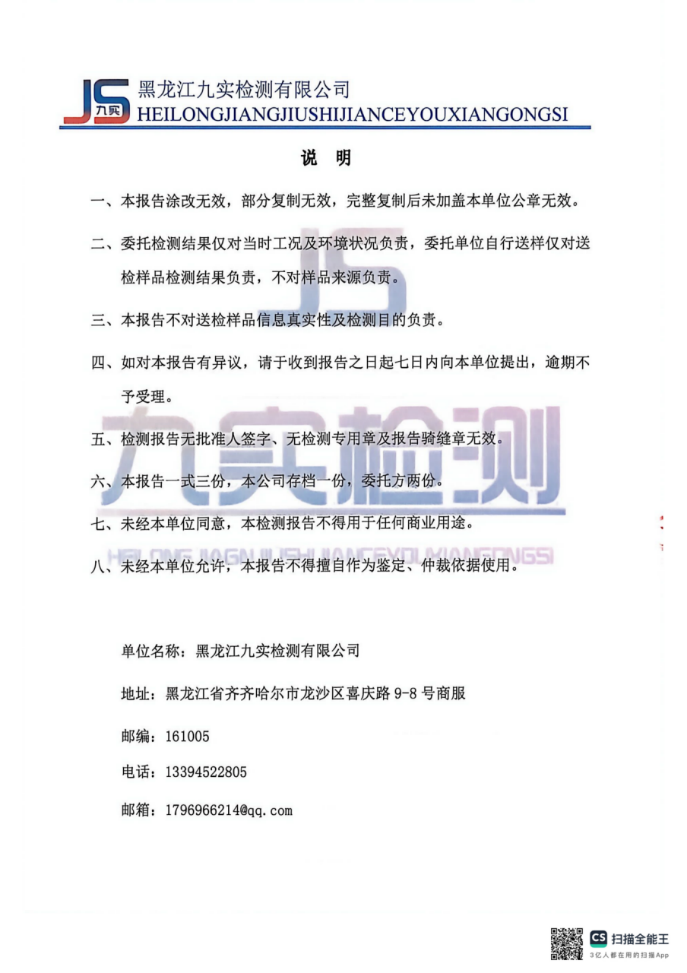 JS
九实
黑龙江九实检测有限公司
HEILONGJIANGJIUSHIJIANCEYOUXIANGONGSI
说 明
一、本报告涂改无效，部分复制无效，完整复制后未加盖本单位公章无效。
二、委托检测结果仅对当时工况及环境状况负责，委托单位自行送样仅对送
检样品检测结果负责，不对样品来源负责。
三、本报告不对送检样品信息真实性及检测目的负责。
四、如对本报告有异议，请于收到报告之日起七日内向本单位提出，逾期不
予受理。
五、检测报告无批准人签字、无检测专用章及报告骑缝章无效。
六、本报告一式三份，本公司存档一份，委托方两份。
七、未经本单位同意，本检测报告不得用于任何商业用途。
八、未经本单位允许，本报告不得擅自作为鉴定、仲裁依据使用。
JS
九实检测
单位名称：黑龙江九实检测有限公司
地址：黑龙江省齐齐哈尔市龙沙区喜庆路 9-8 号商服
邮编：161005
电话：13394522805
邮箱：1796966214@qq.com
CS 扫描全能王
3亿人都在用的扫描App